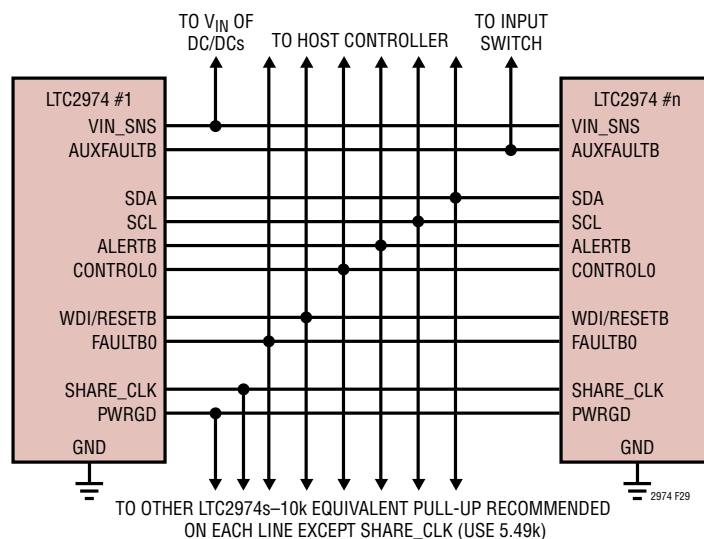 TO VIN OF
DC/DCs
TO HOST CONTROLLER
TO INPUT
SWITCH
LTC2974 #1
VIN_SNS
AUXFAULTB
SDA
SCL
ALERTB
CONTROL0
WDI/RESETB
FAULTB0
SHARE_CLK
PWRGD
GND
LTC2974 #n
VIN_SNS
AUXFAULTB
SDA
SCL
ALERTB
CONTROL0
WDI/RESETB
FAULTB0
SHARE_CLK
PWRGD
GND
2974 F29
TO OTHER LTC2974s–10k EQUIVALENT PULL-UP RECOMMENDED
ON EACH LINE EXCEPT SHARE_CLK (USE 5.49k)